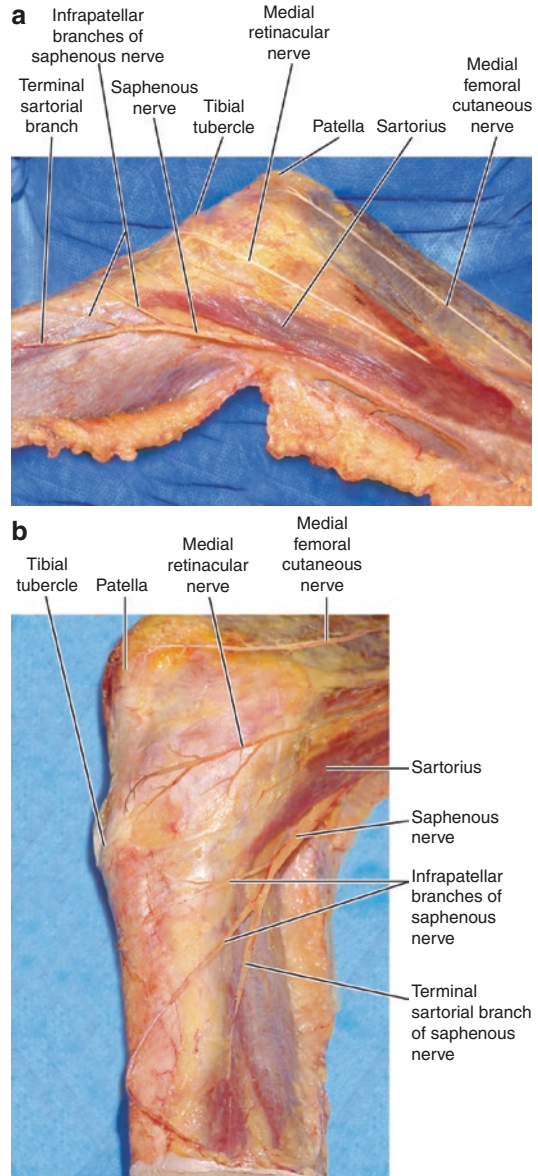 a
Infrapatellar
branches of
saphenous nerve
Medial
retinacular
nerve
Medial
femoral
cutaneous
nerve
Terminal
sartorial
branch
Saphenous
nerve
Tibial
tubercle
Patella
Sartorius
b
Tibial
tubercle
Patella
Medial
retinacular
nerve
Medial
femoral
cutaneous
nerve
Sartorius
Saphenous
nerve
Infrapatellar
branches of
saphenous
nerve
Terminal
sartorial branch
of saphenous
nerve